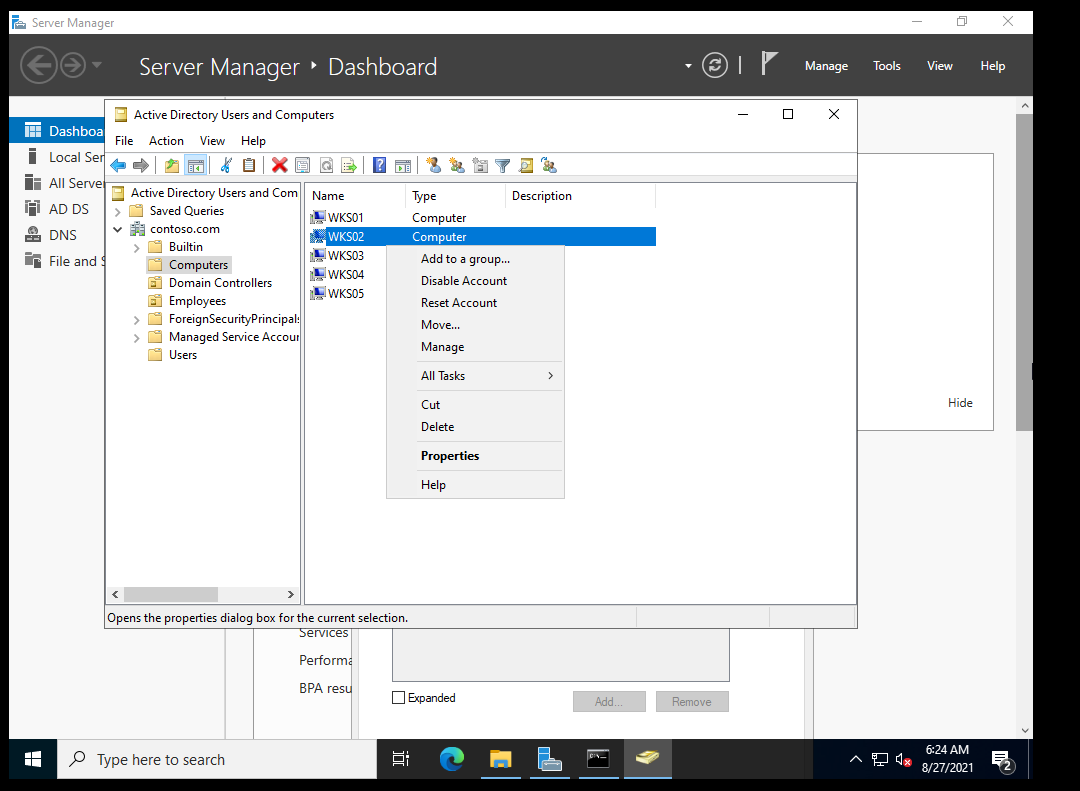 Server Manager
Server Manager ‣ Dashboard
Manage Tools View Help
Dashboa
Local Ser
All Server
AD DS
DNS
File and S
Active Directory Users and Computers
File Action View Help
Active Directory Users and Com
Saved Queries
contoso.com
Builtin
Computers
Domain Controllers
Employees
ForeignSecurityPrincipals
Managed Service Accour
Users
Name Type Description
WKS01 Computer
WKS02 Computer
WKS03
WKS04
WKS05
Add to a group...
Disable Account
Reset Account
Move...
Manage
All Tasks
Cut
Delete
Properties
Help
Hide
Opens the properties dialog box for the current selection.
Services
Performa
BPA resu
Expanded
Add...
Remove
Type here to search
6:24 AM
8/27/2021
2